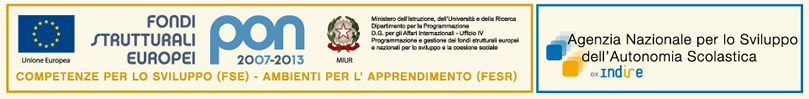 Unione Europea
FONDI
STRUTTURALI
EUROPEI
pon
2007-2013
MIUR
Ministero dell'Istruzione, dell'Università e della Ricerca
Dipartimento per la Programmazione
D.G. per gli Affari Internazionali - Ufficio IV
Programmazione e gestione dei fondi strutturali europei
e nazionali per lo sviluppo e la coesione sociale
COMPETENZE PER LO SVILUPPO (FSE) - AMBIENTI PER L' APPRENDIMENTO (FESR)
Agenzia Nazionale per lo Sviluppo
dell'Autonomia Scolastica
ex indire